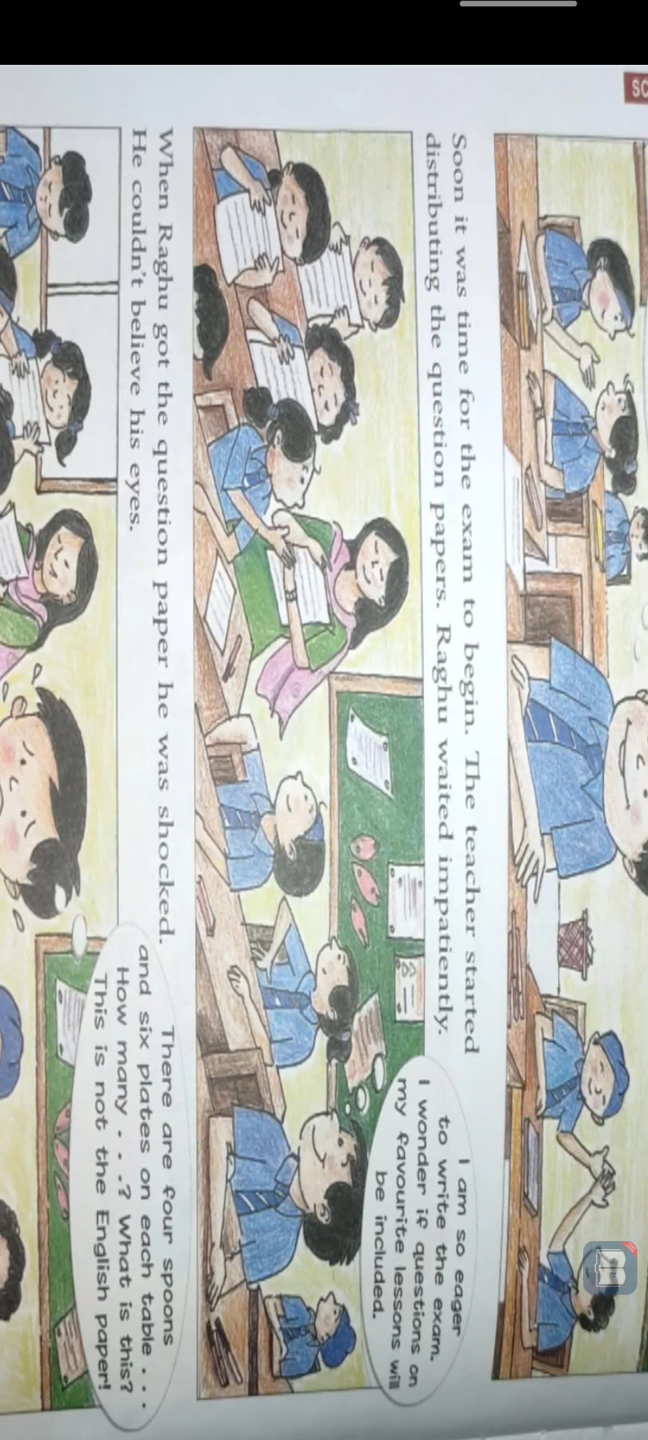 SC
Soon it was time for the exam to begin. The teacher started
distributing the question papers. Raghu waited impatiently.
I am so eager
to write the exam.
I wonder if questions on
my favourite lessons will
be included.
When Raghu got the question paper he was shocked.
He couldn't believe his eyes.
There are four spoons
and six plates on each table . . .
How many . . .? What is this?
This is not the English paper!